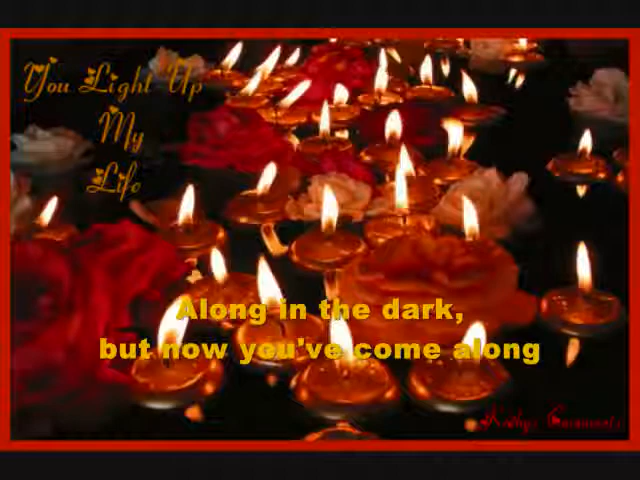 You Light Up
My
Life
Along in the dark,
but now you've come along